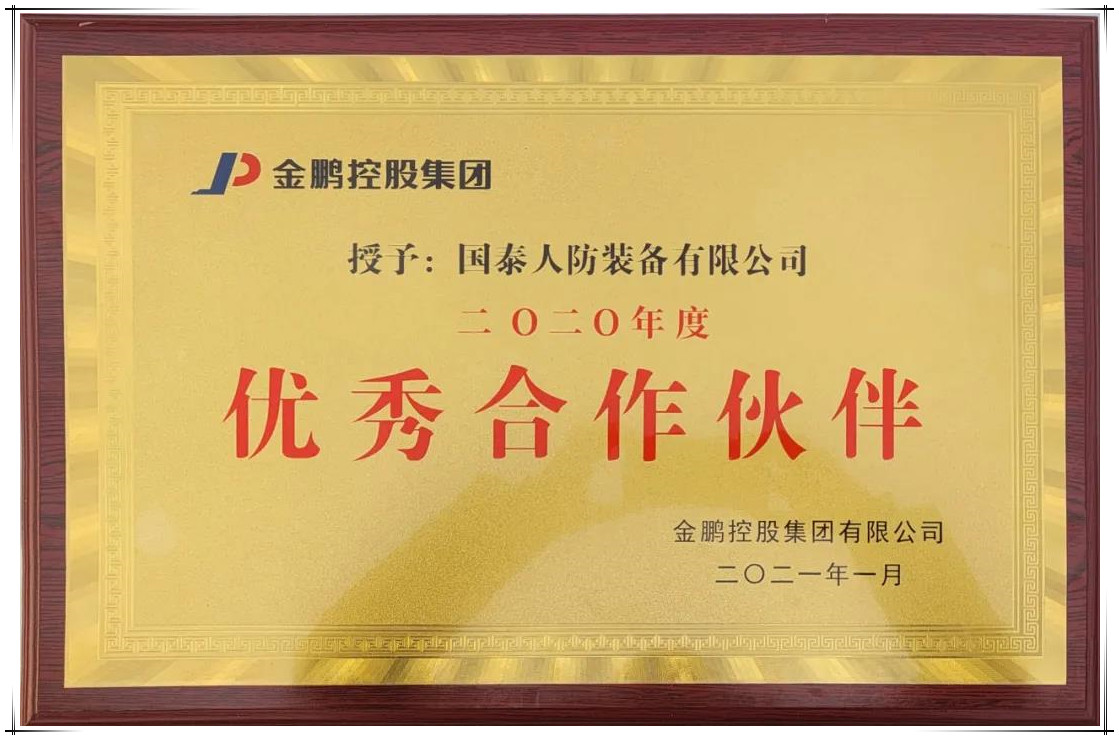 金鹏控股集团
授予：国泰人防装备有限公司
二〇二〇年度
优秀合作伙伴
金鹏控股集团有限公司
二〇二一年一月